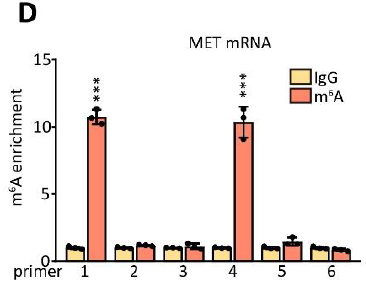 D
MET mRNA
IgG
m⁶A
***
***
m⁶A enrichment
15
10
5
0
primer 1 2 3 4 5 6